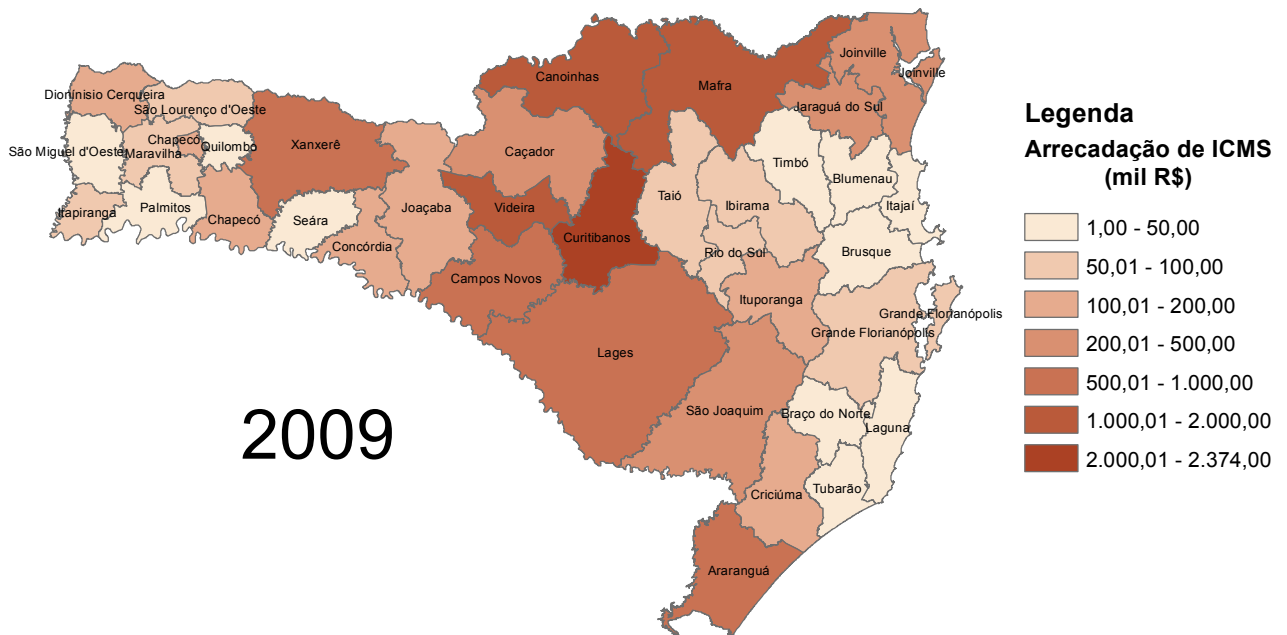 Canoinhas
Mafra
Joinville
Joinville
Dionínisio Cerqueira
São Lourenço d'Oeste
Jaraguá do Sul
Chapecó
Quilombo
São Miguel d'Oeste
Maravilha
Xanxerê
Caçador
Timbó
Blumenau
Itapiranga
Palmitos
Chapecó
Seára
Joaçaba
Videira
Curitibanos
Taió
Ibirama
Itajaí
Concórdia
Rio do Sul
Brusque
Campos Novos
Ituporanga
Grande Florianópolis
Grande Florianópolis
Lages
São Joaquim
Braço do Norte
Laguna
Criciúma
Tubarão
Araranguá
2009
Legenda
Arrecadação de ICMS
(mil R$)
1,00 - 50,00
50,01 - 100,00
100,01 - 200,00
200,01 - 500,00
500,01 - 1.000,00
1.000,01 - 2.000,00
2.000,01 - 2.374,00